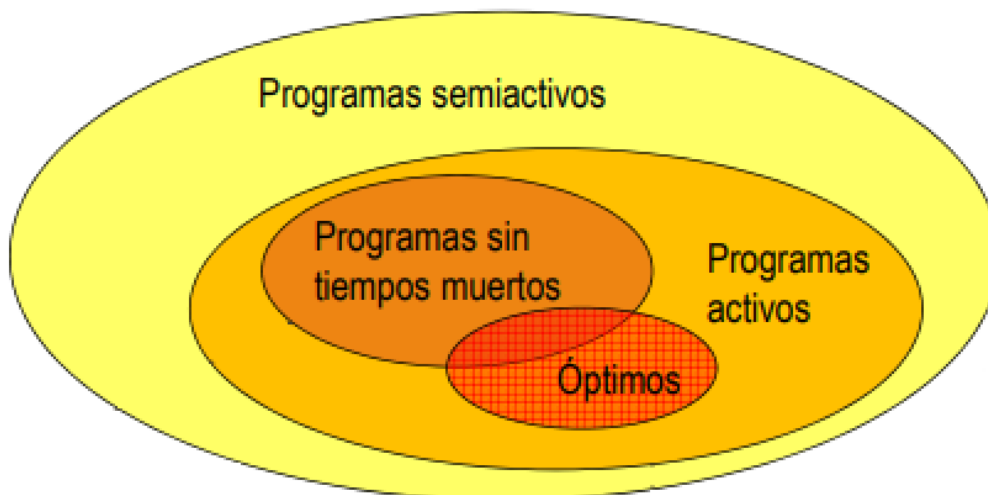 Programas semiactivos
Programas sin
tiempos muertos
Programas
activos
Óptimos